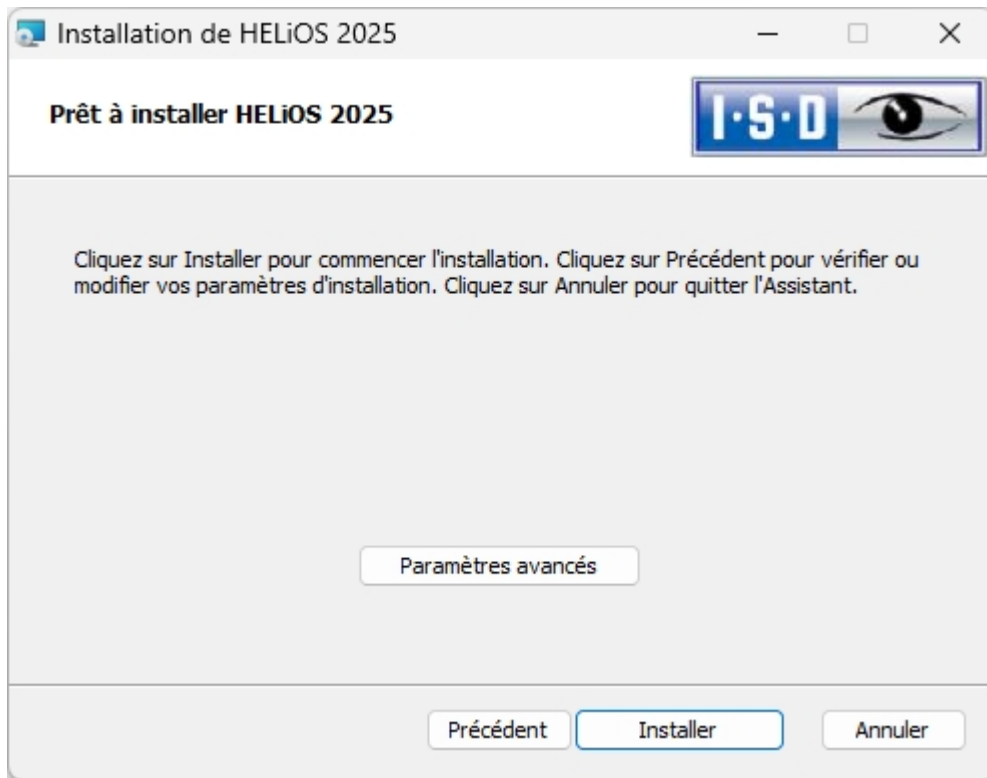 Installation de HELiOS 2025
Prêt à installer HELiOS 2025
I·S·D
Cliquez sur Installer pour commencer l'installation. Cliquez sur Précédent pour vérifier ou
modifier vos paramètres d'installation. Cliquez sur Annuler pour quitter l'Assistant.
Paramètres avancés
Précédent
Installer
Annuler